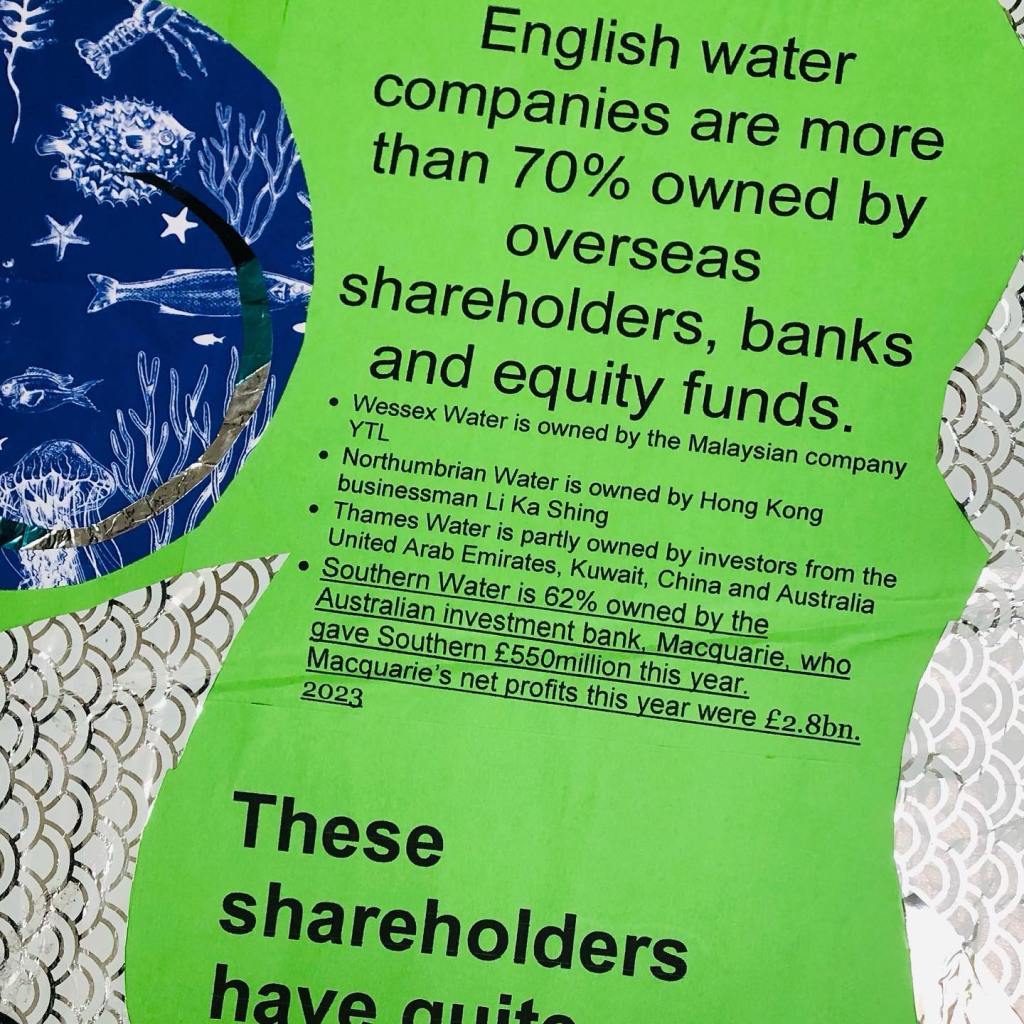 English water
companies are more
than 70% owned by
overseas
shareholders, banks
and equity funds.
• Wessex Water is owned by the Malaysian company
YTL
• Northumbrian Water is owned by Hong Kong
businessman Li Ka Shing
• Thames Water is partly owned by investors from the
United Arab Emirates, Kuwait, China and Australia
• Southern Water is 62% owned by the
Australian investment bank, Macquarie, who
gave Southern £550million this year.
Macquarie’s net profits this year were £2.8bn.
2023
These
shareholders
have quite